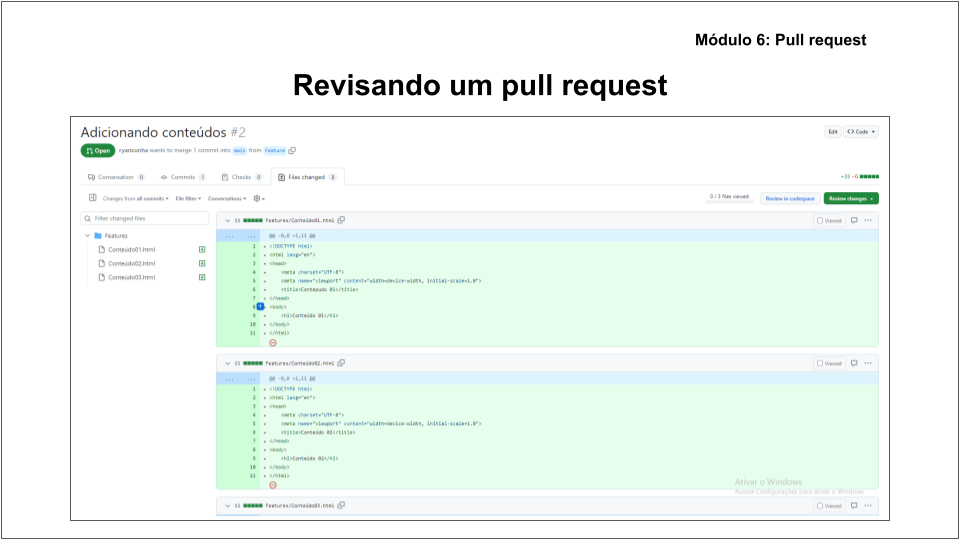 Módulo 6: Pull request
Revisando um pull request
Adicionando conteúdos #2
Edit
<> Code
Open
ryancunha wants to merge 1 commit into main from feature
Conversation 0
Commits 1
Checks 0
Files changed 3
+33 −0
Changes from all commits
File filter
Conversations
0 / 3 files viewed
Review in codespace
Review changes
Filter changed files
Features
Conteúdo01.html
Conteúdo02.html
Conteúdo03.html
11 Features/Conteúdo01.html
Viewed
@@ -0,0 +1,11 @@
1 + <!DOCTYPE html>
2 + <html lang="en">
3 + <head>
4 + <meta charset="UTF-8">
5 + <meta name="viewport" content="width=device-width, initial-scale=1.0">
6 + <title>Contepudo 01</title>
7 + </head>
8 + <body>
9 + <h1>Conteúdo 01</h1>
10 + </body>
11 + </html>
11 Features/Conteúdo02.html
Viewed
@@ -0,0 +1,11 @@
1 + <!DOCTYPE html>
2 + <html lang="en">
3 + <head>
4 + <meta charset="UTF-8">
5 + <meta name="viewport" content="width=device-width, initial-scale=1.0">
6 + <title>Conteúdo 02</title>
7 + </head>
8 + <body>
9 + <h1>Conteúdo 02</h1>
10 + </body>
11 + </html>
Ativar o Windows
Acesse Configurações para ativar o Windows.
11 Features/Conteúdo03.html
Viewed